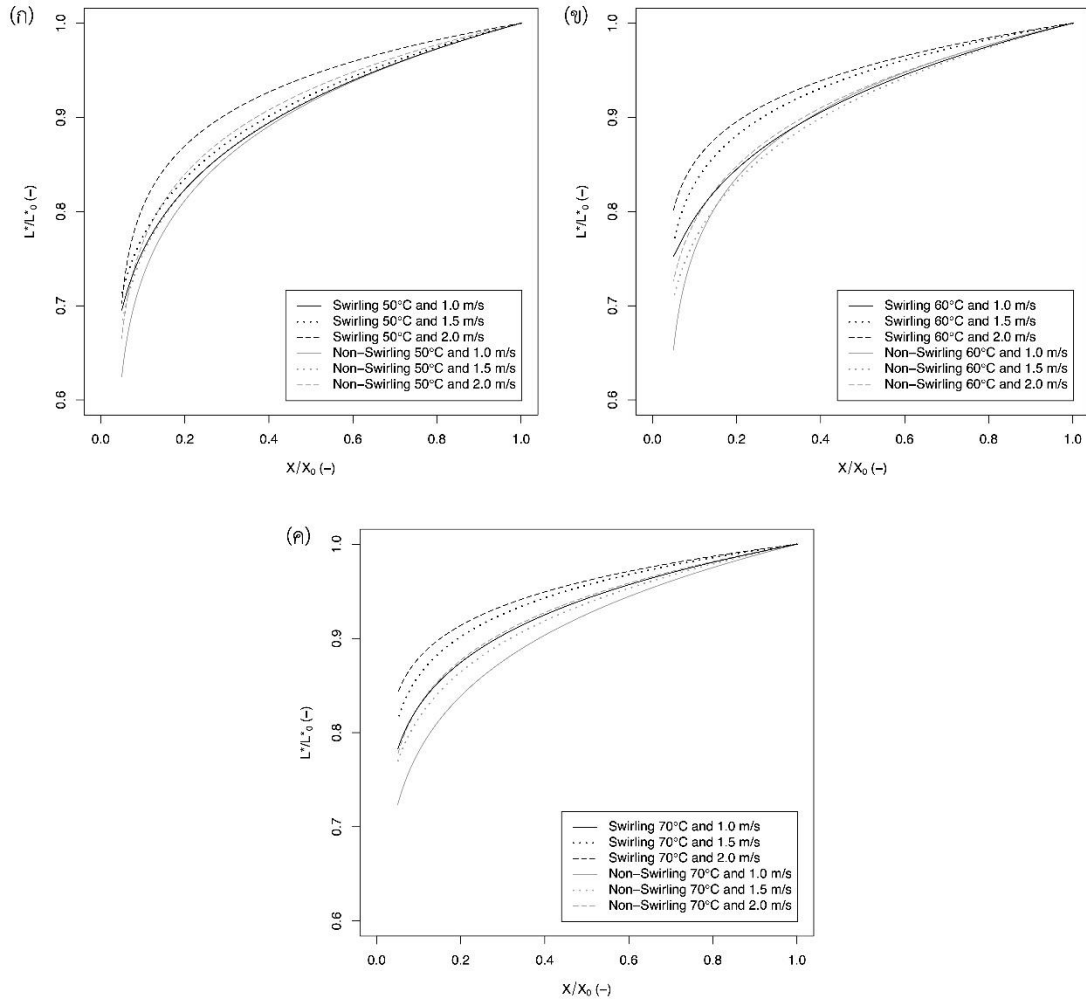 (ก)
L*/L*₀ (–)
1.0
0.9
0.8
0.7
0.6
Swirling 50°C and 1.0 m/s
Swirling 50°C and 1.5 m/s
Swirling 50°C and 2.0 m/s
Non–Swirling 50°C and 1.0 m/s
Non–Swirling 50°C and 1.5 m/s
Non–Swirling 50°C and 2.0 m/s
0.0 0.2 0.4 0.6 0.8 1.0
X/X₀ (–)
(ข)
L*/L*₀ (–)
1.0
0.9
0.8
0.7
0.6
Swirling 60°C and 1.0 m/s
Swirling 60°C and 1.5 m/s
Swirling 60°C and 2.0 m/s
Non–Swirling 60°C and 1.0 m/s
Non–Swirling 60°C and 1.5 m/s
Non–Swirling 60°C and 2.0 m/s
0.0 0.2 0.4 0.6 0.8 1.0
X/X₀ (–)
(ค)
L*/L*₀ (–)
1.0
0.9
0.8
0.7
0.6
Swirling 70°C and 1.0 m/s
Swirling 70°C and 1.5 m/s
Swirling 70°C and 2.0 m/s
Non–Swirling 70°C and 1.0 m/s
Non–Swirling 70°C and 1.5 m/s
Non–Swirling 70°C and 2.0 m/s
0.0 0.2 0.4 0.6 0.8 1.0
X/X₀ (–)